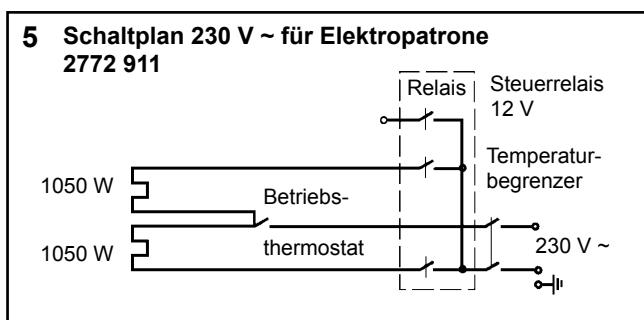 5 Schaltplan 230 V ~ für Elektropatrone
2772 911
Relais
Steuerrelais
12 V
Temperatur-
begrenzer
1050 W
Betriebs-
thermostat
1050 W
230 V ~